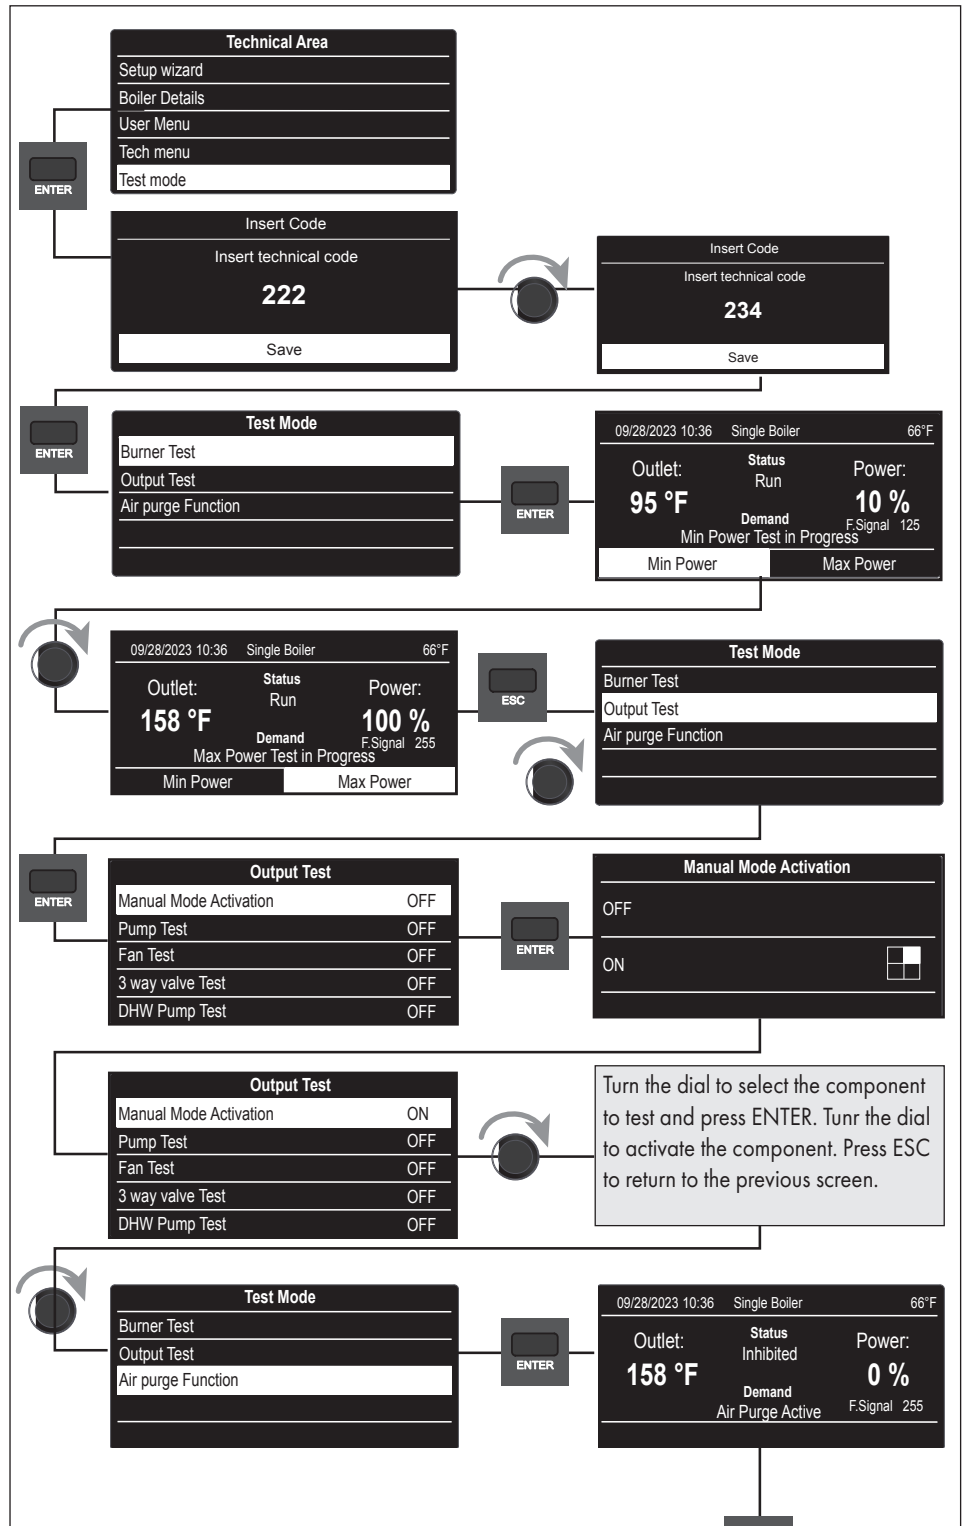 Technical Area
Setup wizard
Boiler Details
User Menu
Tech menu
Test mode
ENTER
Insert Code
Insert technical code
222
Save
Insert Code
Insert technical code
234
Save
ENTER
Test Mode
Burner Test
Output Test
Air purge Function
ENTER
09/28/2023 10:36 Single Boiler 66°F
Outlet: Status Power:
Run
95 °F 10 %
Demand F.Signal 125
Min Power Test in Progress
Min Power Max Power
09/28/2023 10:36 Single Boiler 66°F
Outlet: Status Power:
Run
158 °F 100 %
Demand F.Signal 255
Max Power Test in Progress
Min Power Max Power
ESC
Test Mode
Burner Test
Output Test
Air purge Function
ENTER
Output Test
Manual Mode Activation OFF
Pump Test OFF
Fan Test OFF
3 way valve Test OFF
DHW Pump Test OFF
ENTER
Manual Mode Activation
OFF
ON
Output Test
Manual Mode Activation ON
Pump Test OFF
Fan Test OFF
3 way valve Test OFF
DHW Pump Test OFF
Turn the dial to select the component
to test and press ENTER. Tunr the dial
to activate the component. Press ESC
to return to the previous screen.
Test Mode
Burner Test
Output Test
Air purge Function
ENTER
09/28/2023 10:36 Single Boiler 66°F
Outlet: Status Power:
Inhibited
158 °F 0 %
Demand
Air Purge Active F.Signal 255